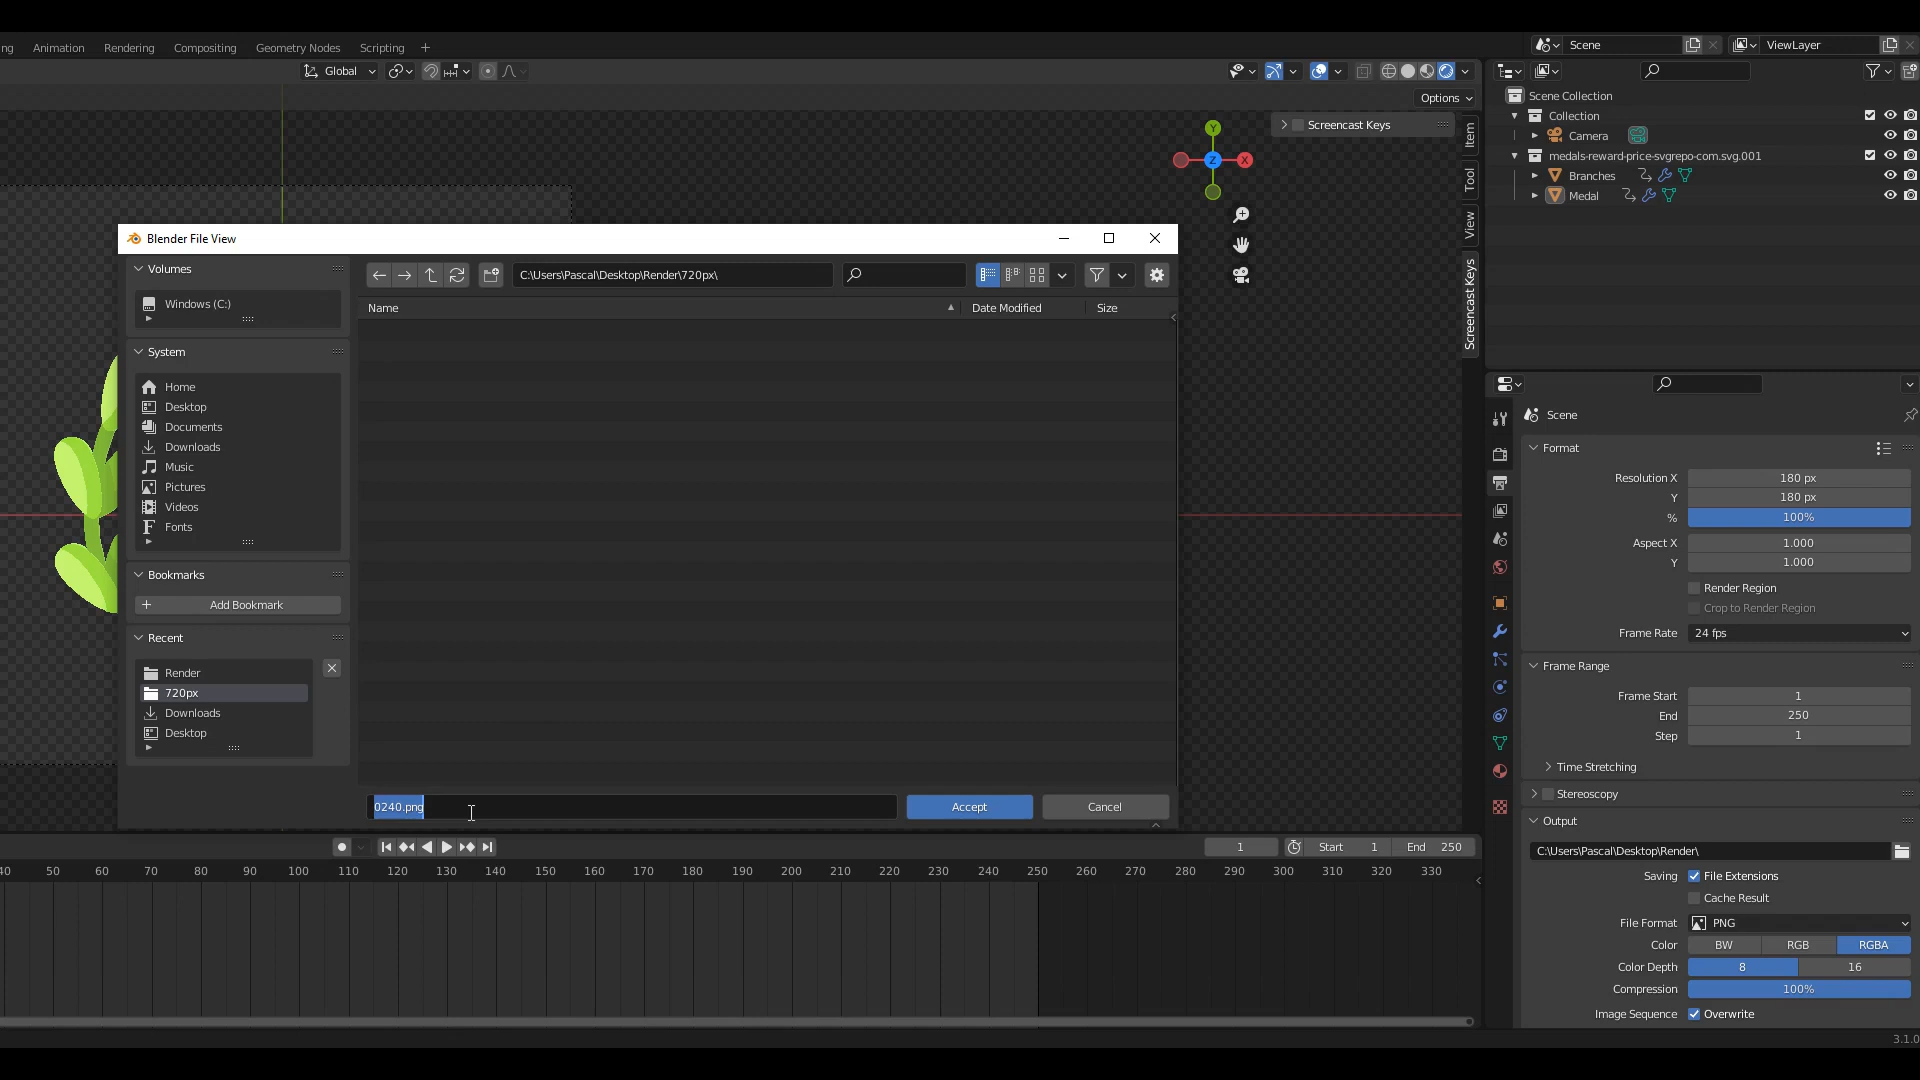 ng Animation Rendering Compositing Geometry Nodes Scripting + Scene ViewLayer
Global
Options
Screencast Keys
Y
X
Z
Item
Tool
View
Screencast Keys
Scene Collection
Collection
Camera
medals-reward-price-svgrepo-com.svg.001
Branches
Medal
Blender File View
Volumes
Windows (C:)
System
Home
Desktop
Documents
Downloads
Music
Pictures
Videos
Fonts
Bookmarks
+ Add Bookmark
Recent
Render
720px
Downloads
Desktop
C:\Users\Pascal\Desktop\Render\720px\
Name Date Modified Size
0240.png Accept Cancel
Scene
Format
Resolution X 180 px
Y 180 px
% 100%
Aspect X 1.000
Y 1.000
Render Region
Crop to Render Region
Frame Rate 24 fps
Frame Range
Frame Start 1
End 250
Step 1
Time Stretching
Stereoscopy
Output
C:\Users\Pascal\Desktop\Render\
Saving File Extensions
Cache Result
File Format PNG
Color BW RGB RGBA
Color Depth 8 16
Compression 100%
Image Sequence Overwrite
1 Start 1 End 250
40 50 60 70 80 90 100 110 120 130 140 150 160 170 180 190 200 210 220 230 240 250 260 270 280 290 300 310 320 330
3.1.0